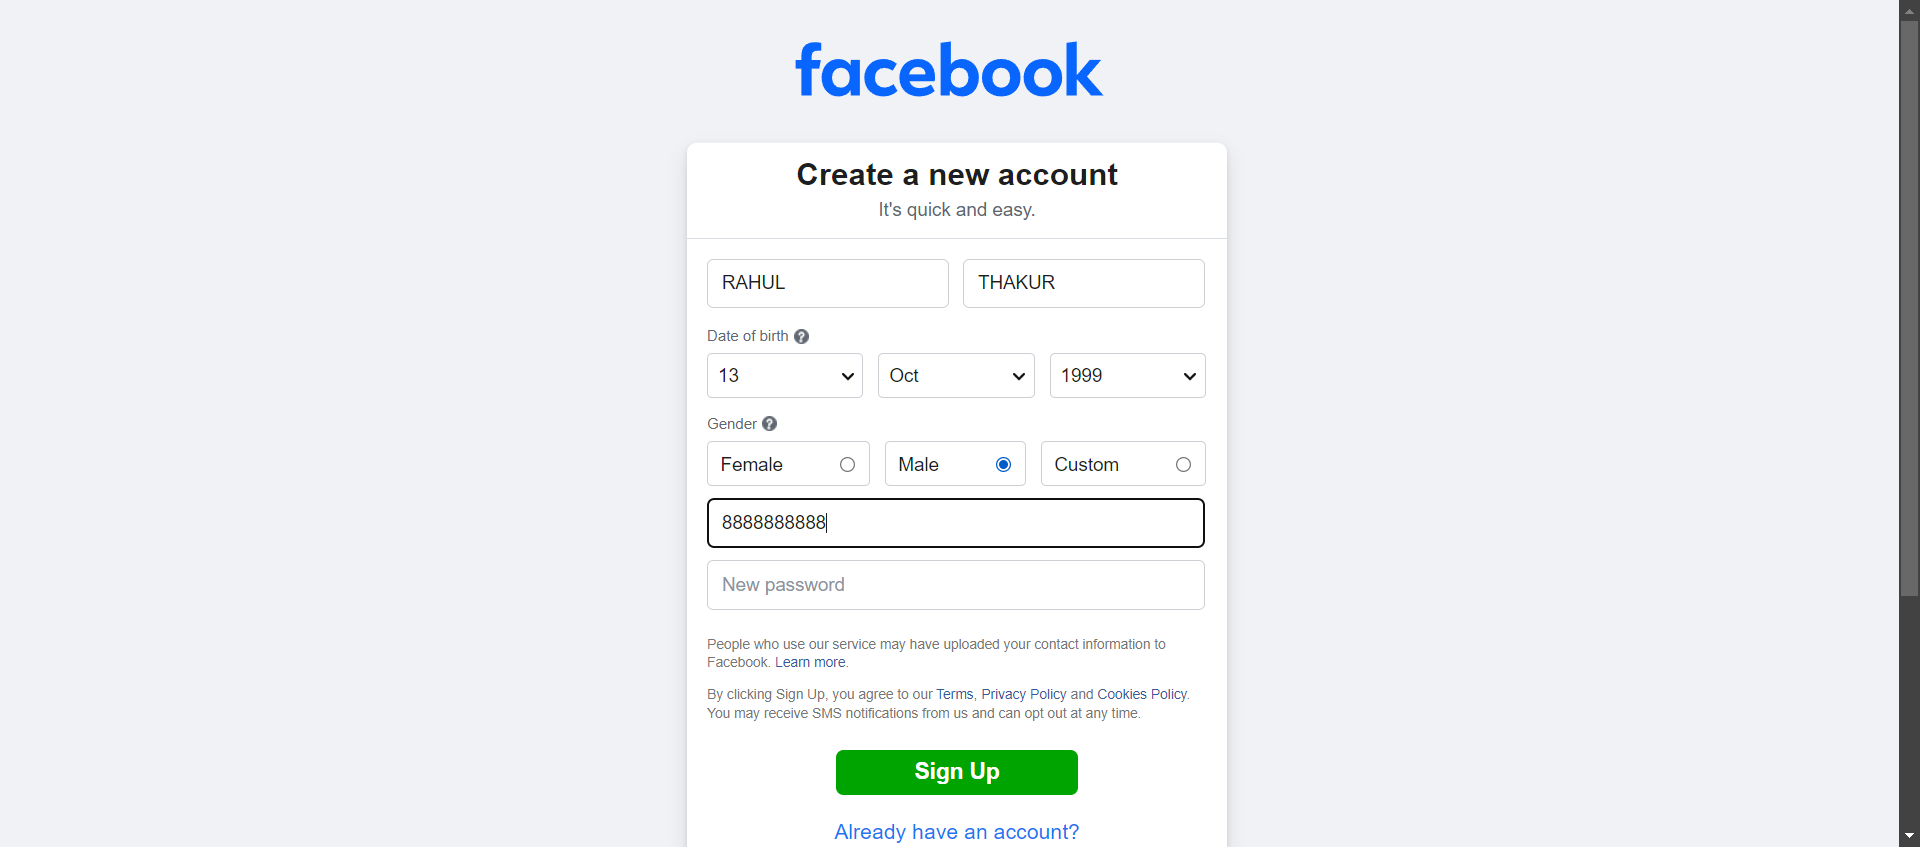 facebook
Create a new account
It's quick and easy.
RAHUL THAKUR
Date of birth ?
13 Oct 1999
Gender ?
Female Male Custom
8888888888
New password
People who use our service may have uploaded your contact information to
Facebook. Learn more.
By clicking Sign Up, you agree to our Terms, Privacy Policy and Cookies Policy.
You may receive SMS notifications from us and can opt out at any time.
Sign Up
Already have an account?